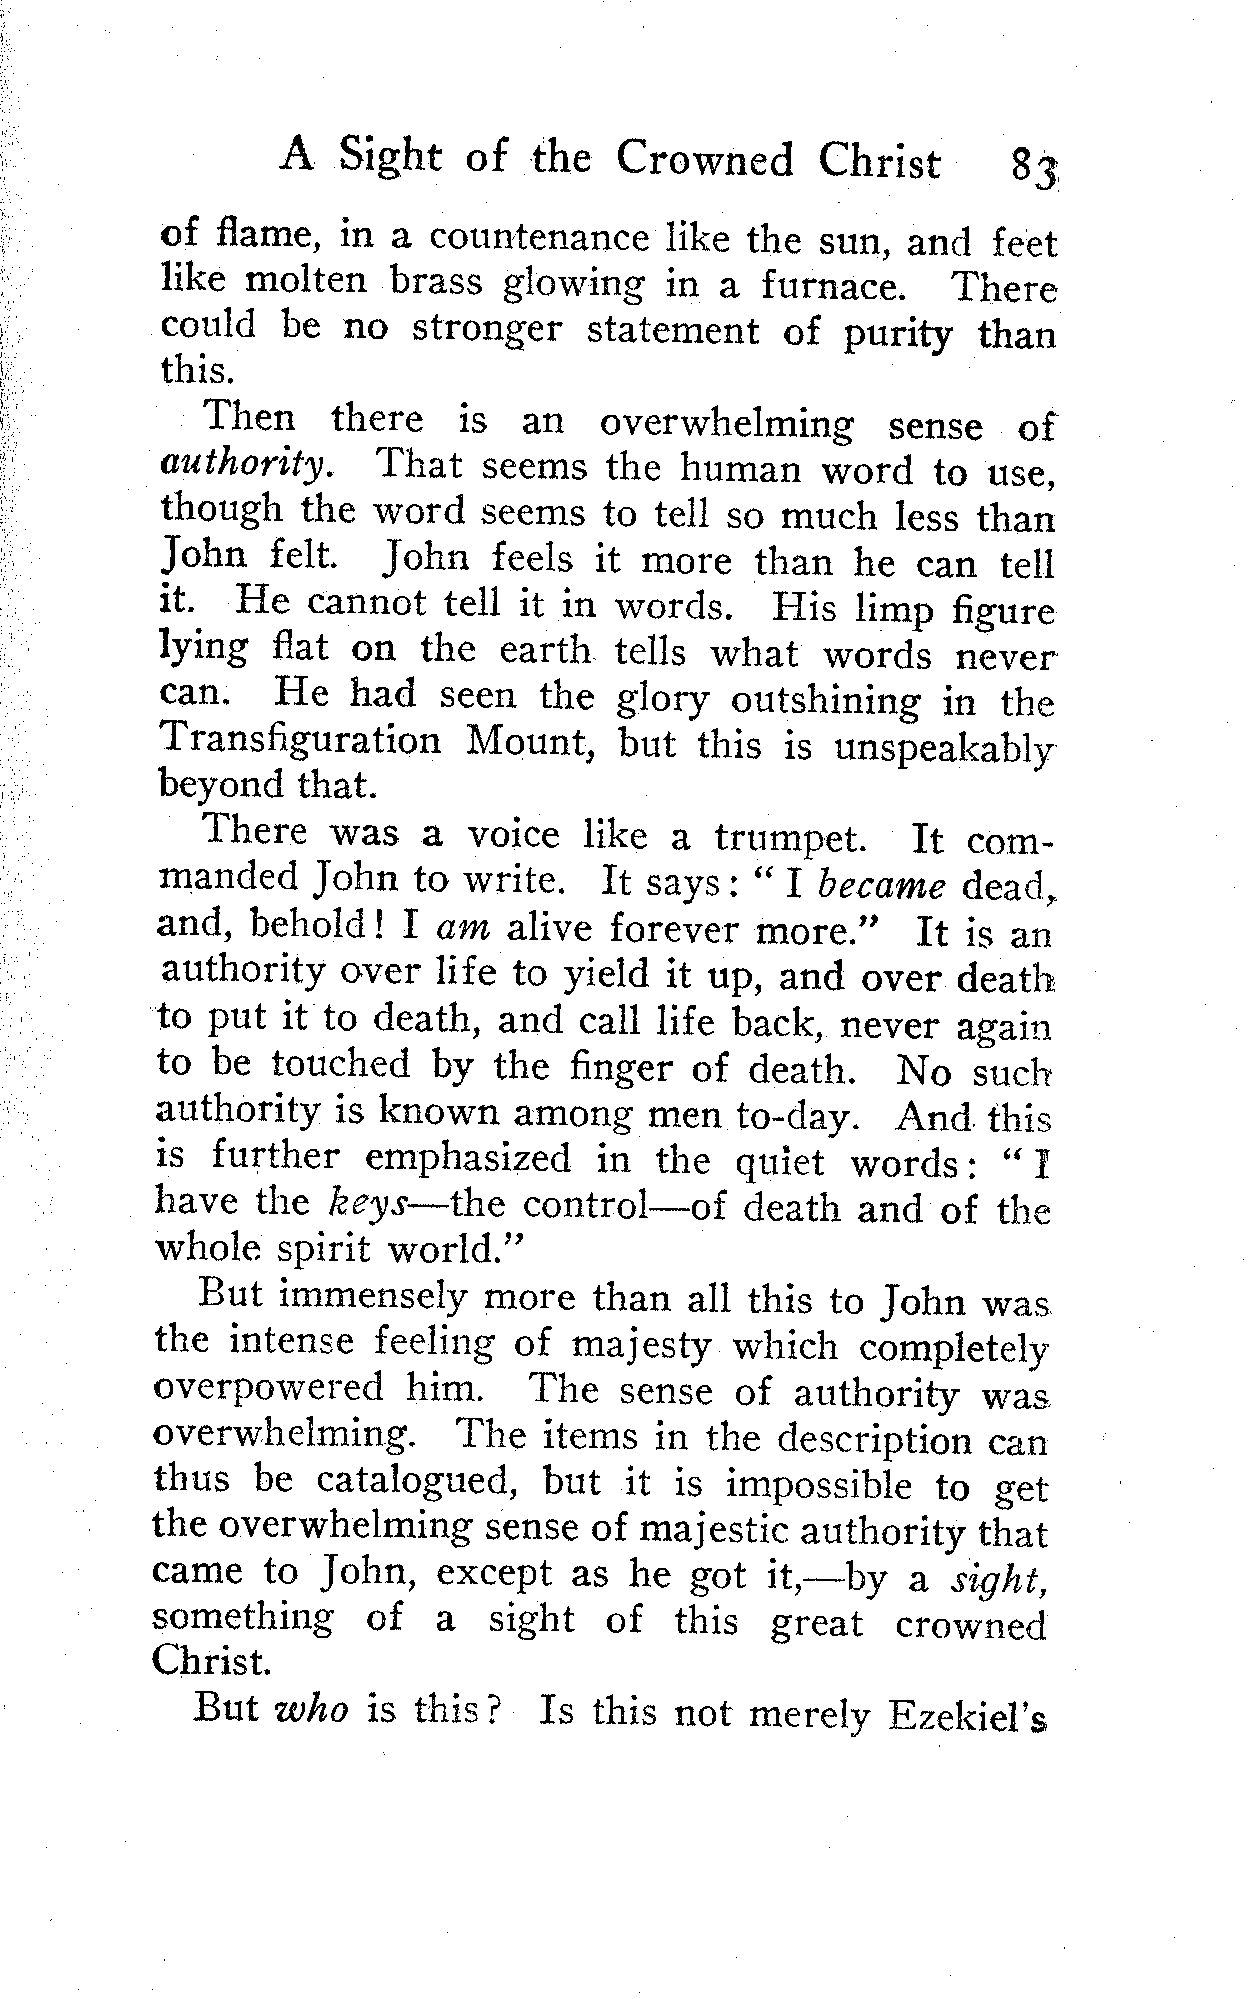 A Sight of the Crowned Christ 83
of flame, in a countenance like the sun, and feet
like molten brass glowing in a furnace. There
could be no stronger statement of purity than
this.
Then there is an overwhelming sense of
authority. That seems the human word to use,
though the word seems to tell so much less than
John felt. John feels it more than he can tell
it. He cannot tell it in words. His limp figure
lying flat on the earth tells what words never
can. He had seen the glory outshining in the
Transfiguration Mount, but this is unspeakably
beyond that.
There was a voice like a trumpet. It com-
manded John to write. It says: “ I became dead,
and, behold! I am alive forever more.” It is an
authority over life to yield it up, and over death
to put it to death, and call life back, never again
to be touched by the finger of death. No such
authority is known among men to-day. And this
is further emphasized in the quiet words: “ I
have the keys—the control—of death and of the
whole spirit world.”
But immensely more than all this to John was
the intense feeling of majesty which completely
overpowered him. The sense of authority was
overwhelming. The items in the description can
thus be catalogued, but it is impossible to get
the overwhelming sense of majestic authority that
came to John, except as he got it,—by a sight,
something of a sight of this great crowned
Christ.
But who is this? Is this not merely Ezekiel's